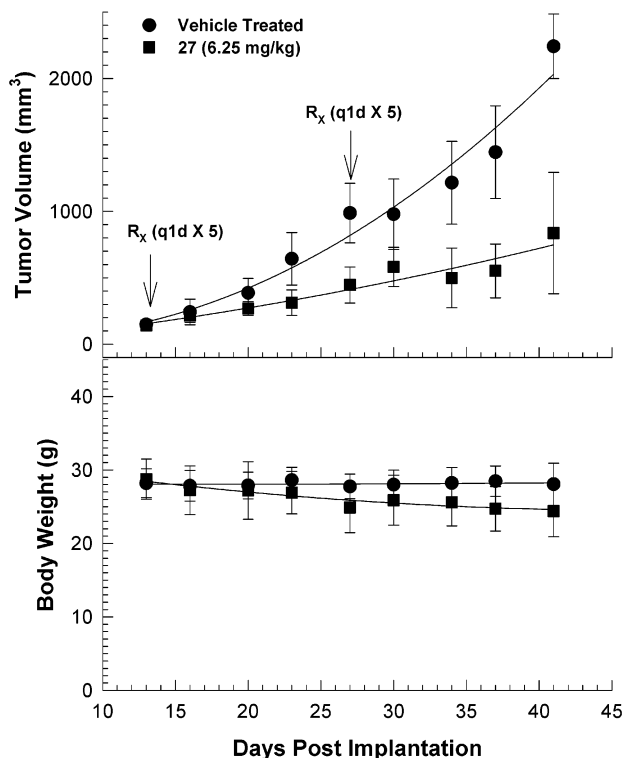 Vehicle Treated
27 (6.25 mg/kg)
Tumor Volume (mm³)
2000
1000
0
Rₓ (q1d X 5)
Rₓ (q1d X 5)
Body Weight (g)
40
30
20
10
0
10 15 20 25 30 35 40 45
Days Post Implantation